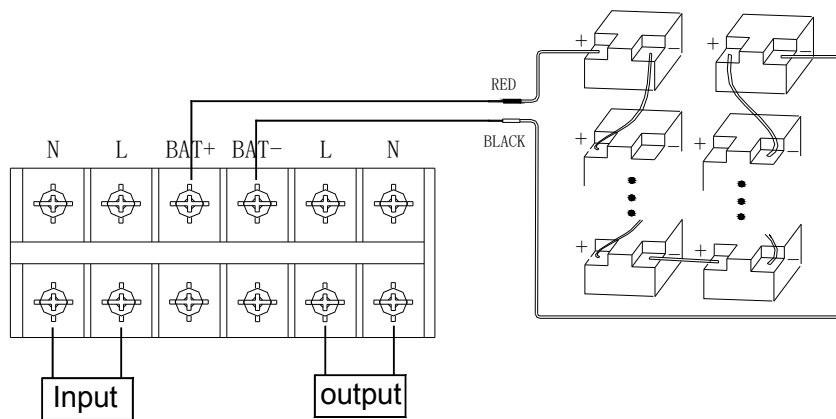 RED
BLACK
N L BAT+ BAT- L N
+ - + -
+ - + -
+ - + -
Input output